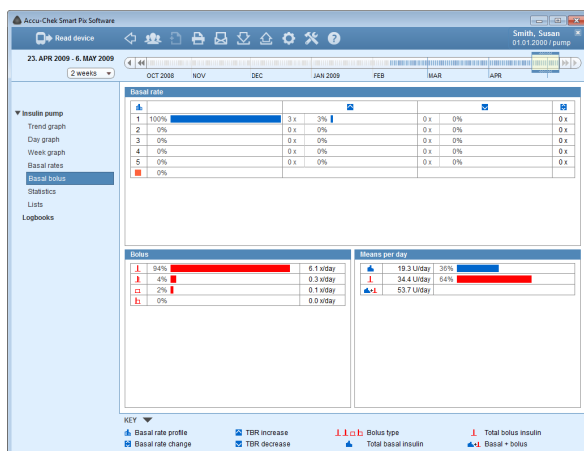 Accu-Chek Smart Pix Software
Read device
Smith, Susan
01.01.2000 / pump
23. APR 2009 - 6. MAY 2009
2 weeks
OCT 2008 NOV DEC JAN 2009 FEB MAR APR
Insulin pump
Trend graph
Day graph
Week graph
Basal rates
Basal bolus
Statistics
Lists
Logbooks
Basal rate
1 100% 3 x 3% 0 x 0% 0 x
2 0% 0 x 0% 0 x 0% 0 x
3 0% 0 x 0% 0 x 0% 0 x
4 0% 0 x 0% 0 x 0% 0 x
5 0% 0 x 0% 0 x 0% 0 x
0%
Bolus
94% 6.1 x/day
4% 0.3 x/day
2% 0.1 x/day
0% 0.0 x/day
Means per day
19.3 U/day 36%
34.4 U/day 64%
53.7 U/day
KEY
Basal rate profile TBR increase Bolus type Total bolus insulin
Basal rate change TBR decrease Total basal insulin Basal + bolus